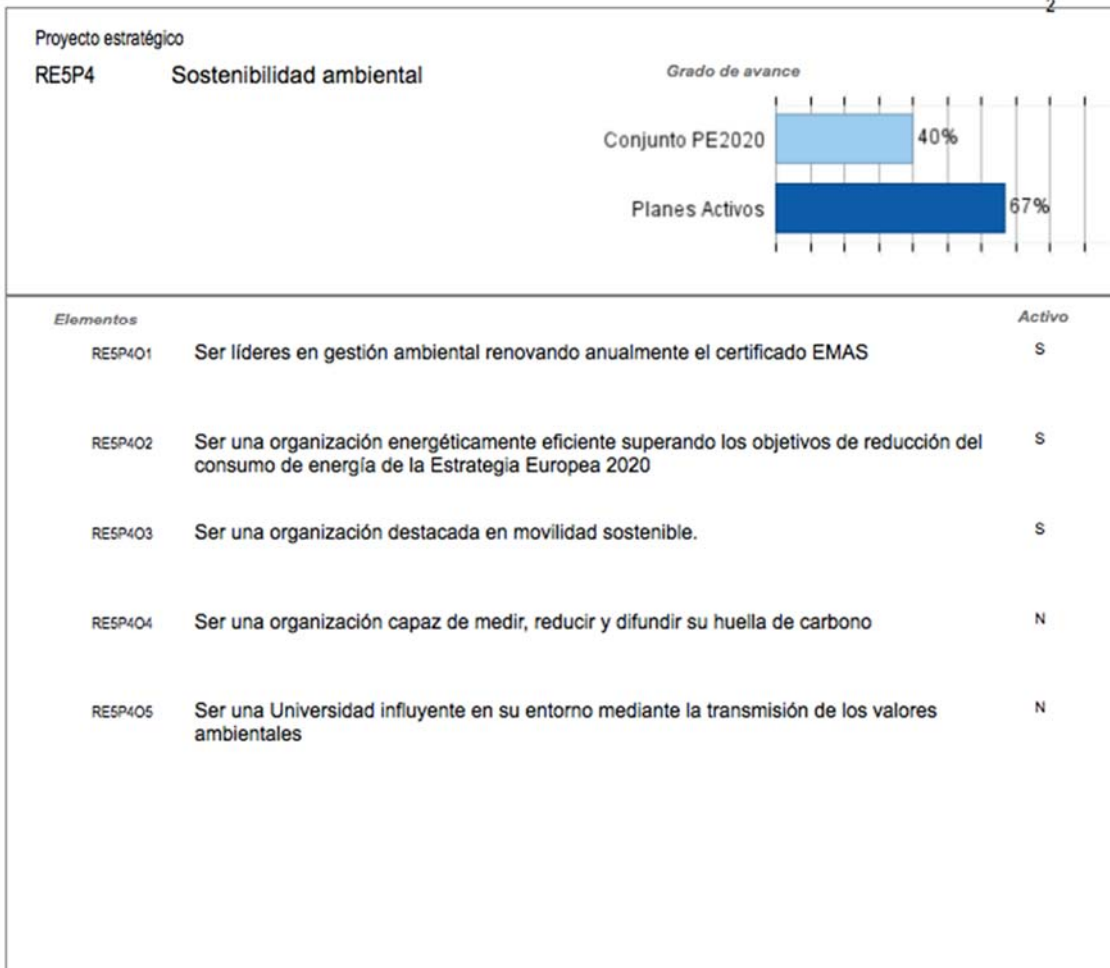 2
Proyecto estratégico
RE5P4 Sostenibilidad ambiental
Grado de avance
Conjunto PE2020 40%
Planes Activos 67%
Elementos Activo
RE5P4O1 Ser líderes en gestión ambiental renovando anualmente el certificado EMAS S
RE5P4O2 Ser una organización energéticamente eficiente superando los objetivos de reducción del S
consumo de energía de la Estrategia Europea 2020
RE5P4O3 Ser una organización destacada en movilidad sostenible. S
RE5P4O4 Ser una organización capaz de medir, reducir y difundir su huella de carbono N
RE5P4O5 Ser una Universidad influyente en su entorno mediante la transmisión de los valores N
ambientales